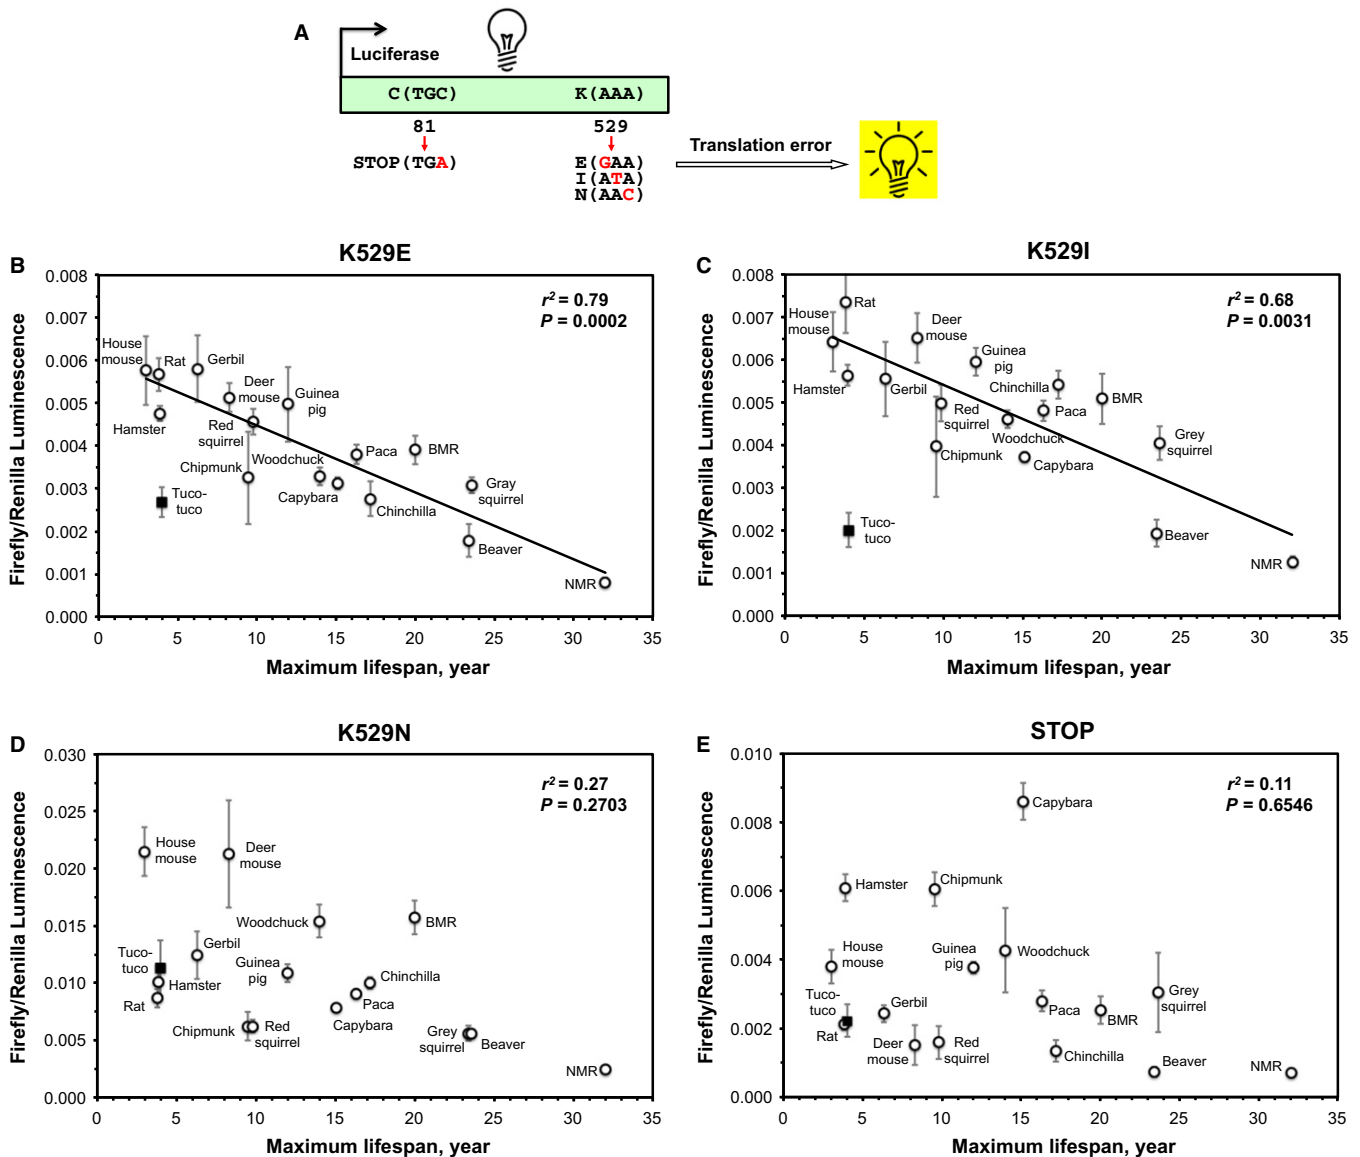 A
Luciferase
C(TGC) K(AAA)
81 529
STOP(TGA) E(GAA)
I(ATA)
N(AAC)
Translation error
B
K529E
r² = 0.79
P = 0.0002
Firefly/Renilla Luminescence
0.008
0.007
0.006
0.005
0.004
0.003
0.002
0.001
0.000
House
mouse
Rat
Gerbil
Hamster
Deer
mouse
Guinea
pig
Red
squirrel
Chipmunk
Woodchuck
Paca
BMR
Capybara
Chinchilla
Gray
squirrel
Tuco-
tuco
Beaver
NMR
0 5 10 15 20 25 30 35
Maximum lifespan, year
C
K529I
r² = 0.68
P = 0.0031
Firefly/Renilla Luminescence
0.008
0.007
0.006
0.005
0.004
0.003
0.002
0.001
0.000
House
mouse
Rat
Deer
mouse
Guinea
pig
Hamster
Gerbil
Chinchilla
BMR
Red
squirrel
Paca
Woodchuck
Chipmunk
Capybara
Grey
squirrel
Tuco-
tuco
Beaver
NMR
0 5 10 15 20 25 30 35
Maximum lifespan, year
D
K529N
r² = 0.27
P = 0.2703
Firefly/Renilla Luminescence
0.030
0.025
0.020
0.015
0.010
0.005
0.000
House
mouse
Deer
mouse
Woodchuck
BMR
Tuco-
tuco
Gerbil
Hamster
Guinea
pig
Chinchilla
Rat
Paca
Capybara
Chipmunk
Red
squirrel
Grey
squirrel
Beaver
NMR
0 5 10 15 20 25 30 35
Maximum lifespan, year
E
STOP
r² = 0.11
P = 0.6546
Firefly/Renilla Luminescence
0.010
0.008
0.006
0.004
0.002
0.000
Capybara
Hamster
Chipmunk
House
mouse
Guinea
pig
Woodchuck
Tuco-
tuco
Gerbil
Rat
Deer
mouse
Red
squirrel
Paca
BMR
Grey
squirrel
Chinchilla
Beaver
NMR
0 5 10 15 20 25 30 35
Maximum lifespan, year